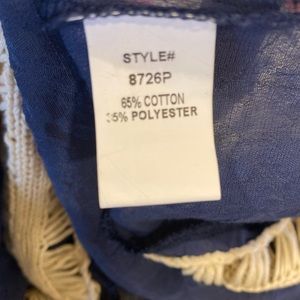 STYLE#
8726P
65% COTTON
35% POLYESTER